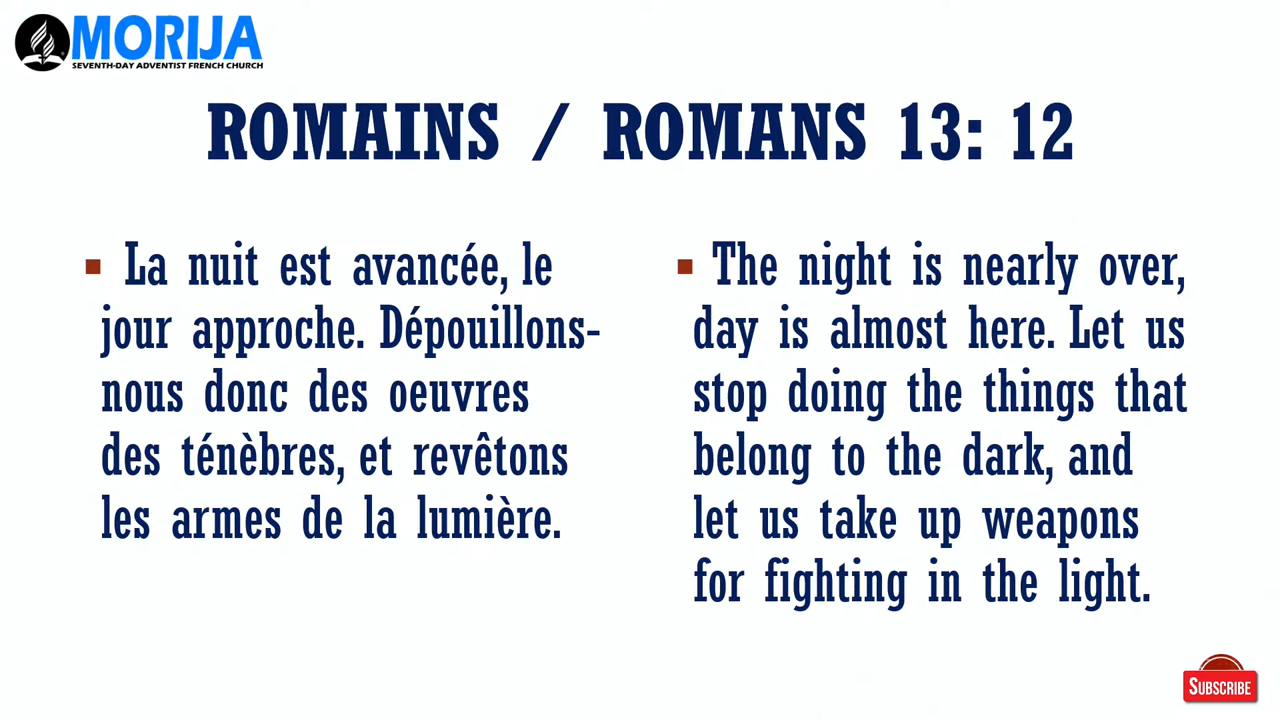 MORIJA
SEVENTH-DAY ADVENTIST FRENCH CHURCH
ROMAINS / ROMANS 13: 12
La nuit est avancée, le
jour approche. Dépouillons-
nous donc des oeuvres
des ténèbres, et revêtons
les armes de la lumière.
The night is nearly over,
day is almost here. Let us
stop doing the things that
belong to the dark, and
let us take up weapons
for fighting in the light.
SUBSCRIBE